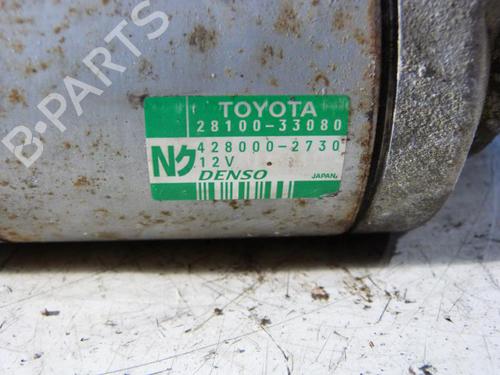 B-PARTS
TOYOTA
28100-33080
Nク 428000-2730
12V
DENSO
JAPAN